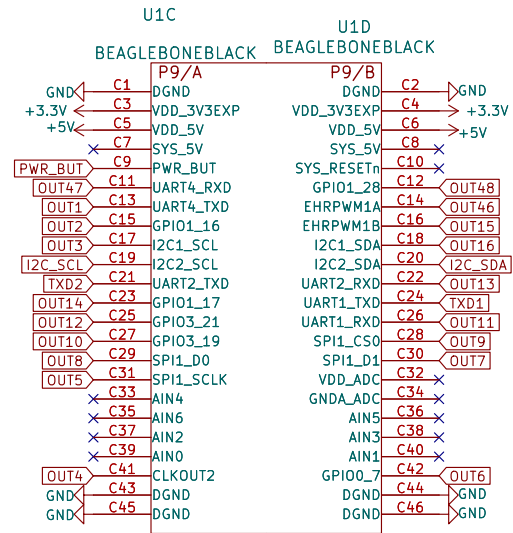 U1C U1D
BEAGLEBONEBLACK BEAGLEBONEBLACK
P9/A P9/B
GND C1 DGND DGND C2 GND
+3.3V C3 VDD_3V3EXP VDD_3V3EXP C4 +3.3V
+5V C5 VDD_5V VDD_5V C6 +5V
C7 SYS_5V SYS_5V C8
PWR_BUT C9 PWR_BUT SYS_RESETn C10
OUT47 C11 UART4_RXD GPIO1_28 C12 OUT48
OUT1 C13 UART4_TXD EHRPWM1A C14 OUT46
OUT2 C15 GPIO1_16 EHRPWM1B C16 OUT15
OUT3 C17 I2C1_SCL I2C1_SDA C18 OUT16
I2C_SCL C19 I2C2_SCL I2C2_SDA C20 I2C_SDA
TXD2 C21 UART2_TXD UART2_RXD C22 OUT13
OUT14 C23 GPIO1_17 UART1_TXD C24 TXD1
OUT12 C25 GPIO3_21 UART1_RXD C26 OUT11
OUT10 C27 GPIO3_19 SPI1_CS0 C28 OUT9
OUT8 C29 SPI1_D0 SPI1_D1 C30 OUT7
OUT5 C31 SPI1_SCLK VDD_ADC C32
C33 AIN4 GNDA_ADC C34
C35 AIN6 AIN5 C36
C37 AIN2 AIN3 C38
C39 AIN0 AIN1 C40
OUT4 C41 CLKOUT2 GPIO0_7 C42 OUT6
GND C43 DGND DGND C44 GND
GND C45 DGND DGND C46 GND